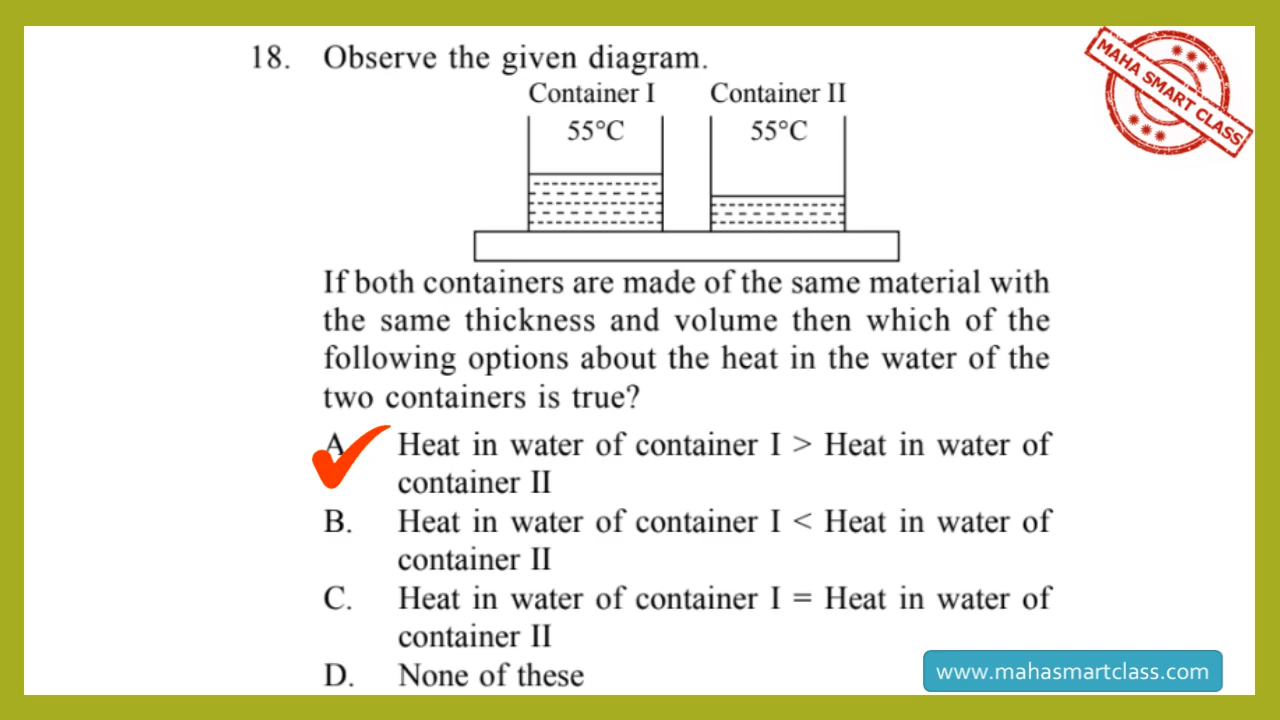 18. Observe the given diagram.
Container I Container II
55°C 55°C
If both containers are made of the same material with
the same thickness and volume then which of the
following options about the heat in the water of the
two containers is true?
A. Heat in water of container I > Heat in water of
container II
B. Heat in water of container I < Heat in water of
container II
C. Heat in water of container I = Heat in water of
container II
D. None of these
MAHA SMART CLASS
www.mahasmartclass.com